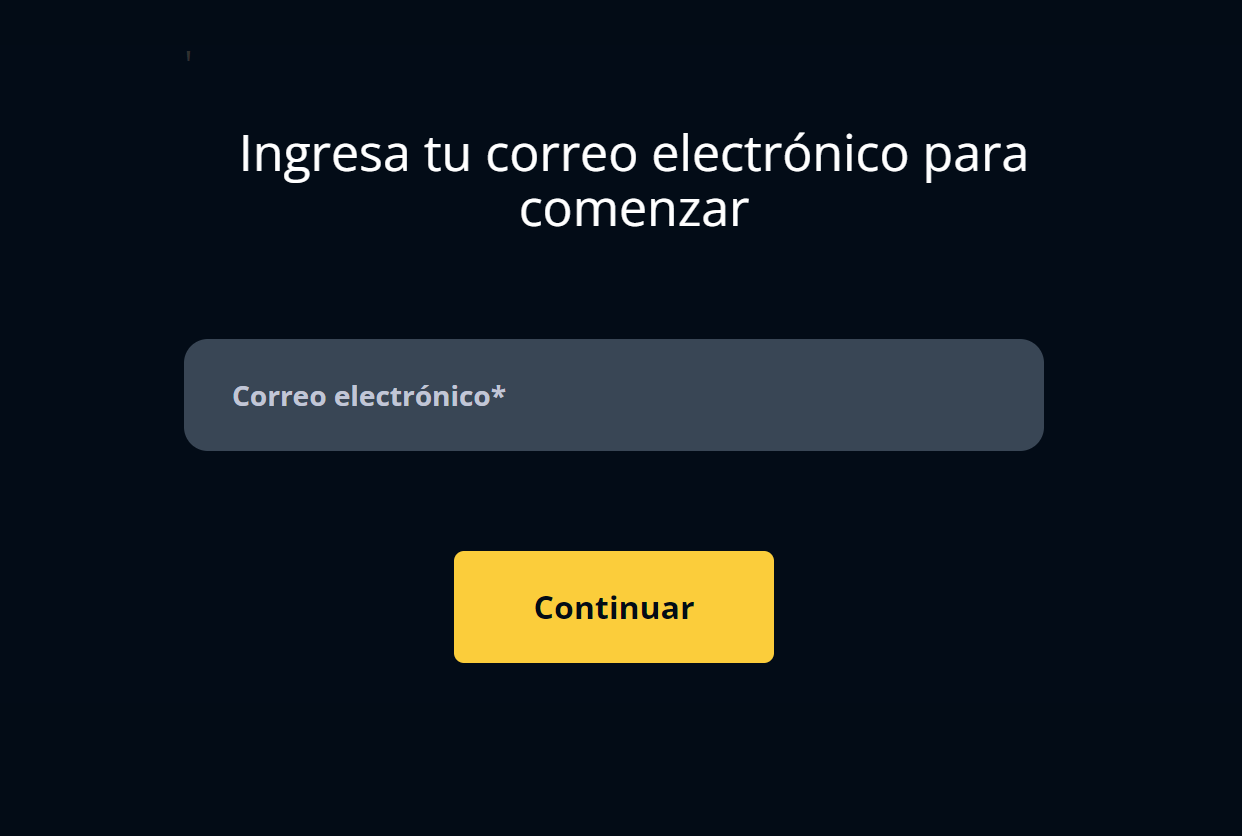 Ingresa tu correo electrónico para
comenzar
Correo electrónico*
Continuar